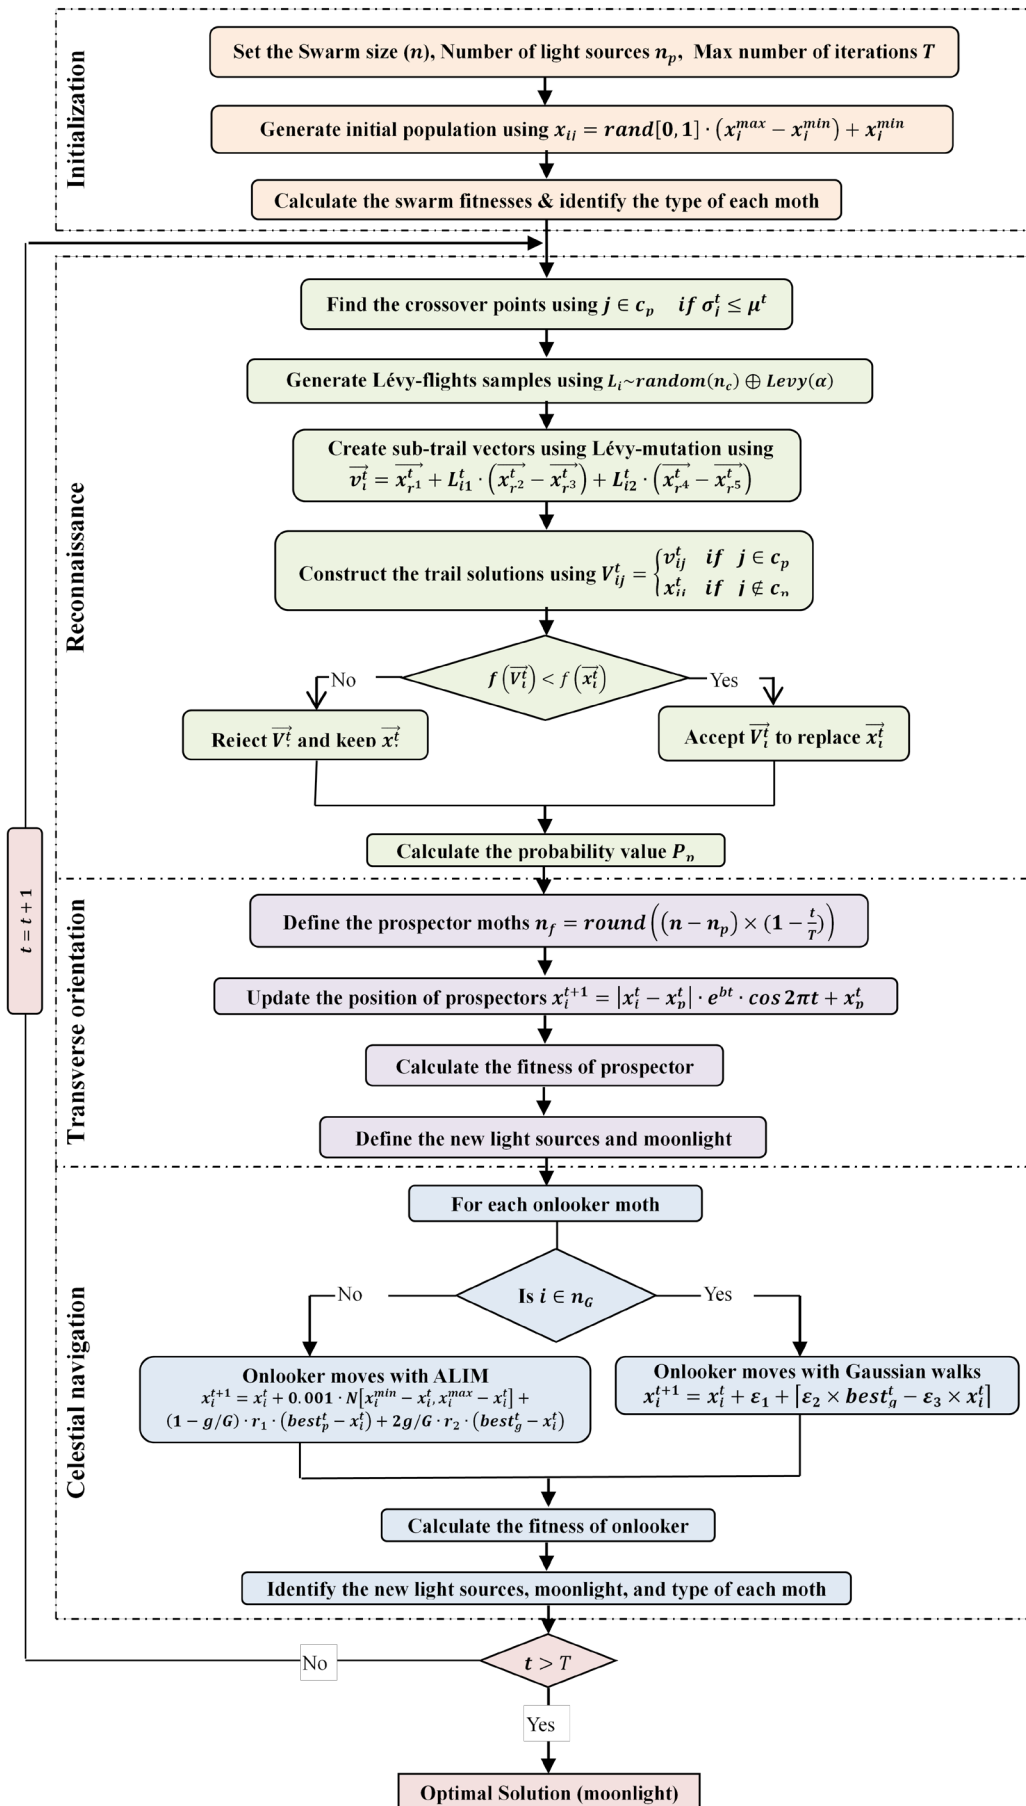 Initialization
Set the Swarm size (n), Number of light sources n_p, Max number of iterations T
Generate initial population using x_ij = rand[0, 1] · (x_i^max − x_i^min) + x_i^min
Calculate the swarm fitnesses & identify the type of each moth
Reconnaissance
Find the crossover points using j ∈ c_p if σ_j^t ≤ μ^t
Generate Lévy-flights samples using L_i~random(n_c) ⊕ Levy(α)
Create sub-trail vectors using Lévy-mutation using
v_i^t = x_r1^t + L_i1^t · (x_r2^t − x_r3^t) + L_i2^t · (x_r4^t − x_r5^t)
Construct the trail solutions using V_ij^t = { v_ij^t if j ∈ c_p
x_ij^t if j ∉ c_p
f(V_i^t) < f(x_i^t)
No
Yes
Reject V_i^t and keep x_i^t
Accept V_i^t to replace x_i^t
Calculate the probability value P_p
t = t + 1
Transverse orientation
Define the prospector moths n_f = round((n − n_p) × (1 − t/T))
Update the position of prospectors x_i^{t+1} = |x_i^t − x_p^t| · e^{bt} · cos 2πt + x_p^t
Calculate the fitness of prospector
Define the new light sources and moonlight
Celestial navigation
For each onlooker moth
Is i ∈ n_G
No
Yes
Onlooker moves with ALIM
x_i^{t+1} = x_i^t + 0.001 · N[x_i^min − x_i^t, x_i^max − x_i^t] +
(1 − g/G) · r_1 · (best_p^t − x_i^t) + 2g/G · r_2 · (best_g^t − x_i^t)
Onlooker moves with Gaussian walks
x_i^{t+1} = x_i^t + ε_1 + ⌈ε_2 × best_g^t − ε_3 × x_i^t⌉
Calculate the fitness of onlooker
Identify the new light sources, moonlight, and type of each moth
t > T
No
Yes
Optimal Solution (moonlight)